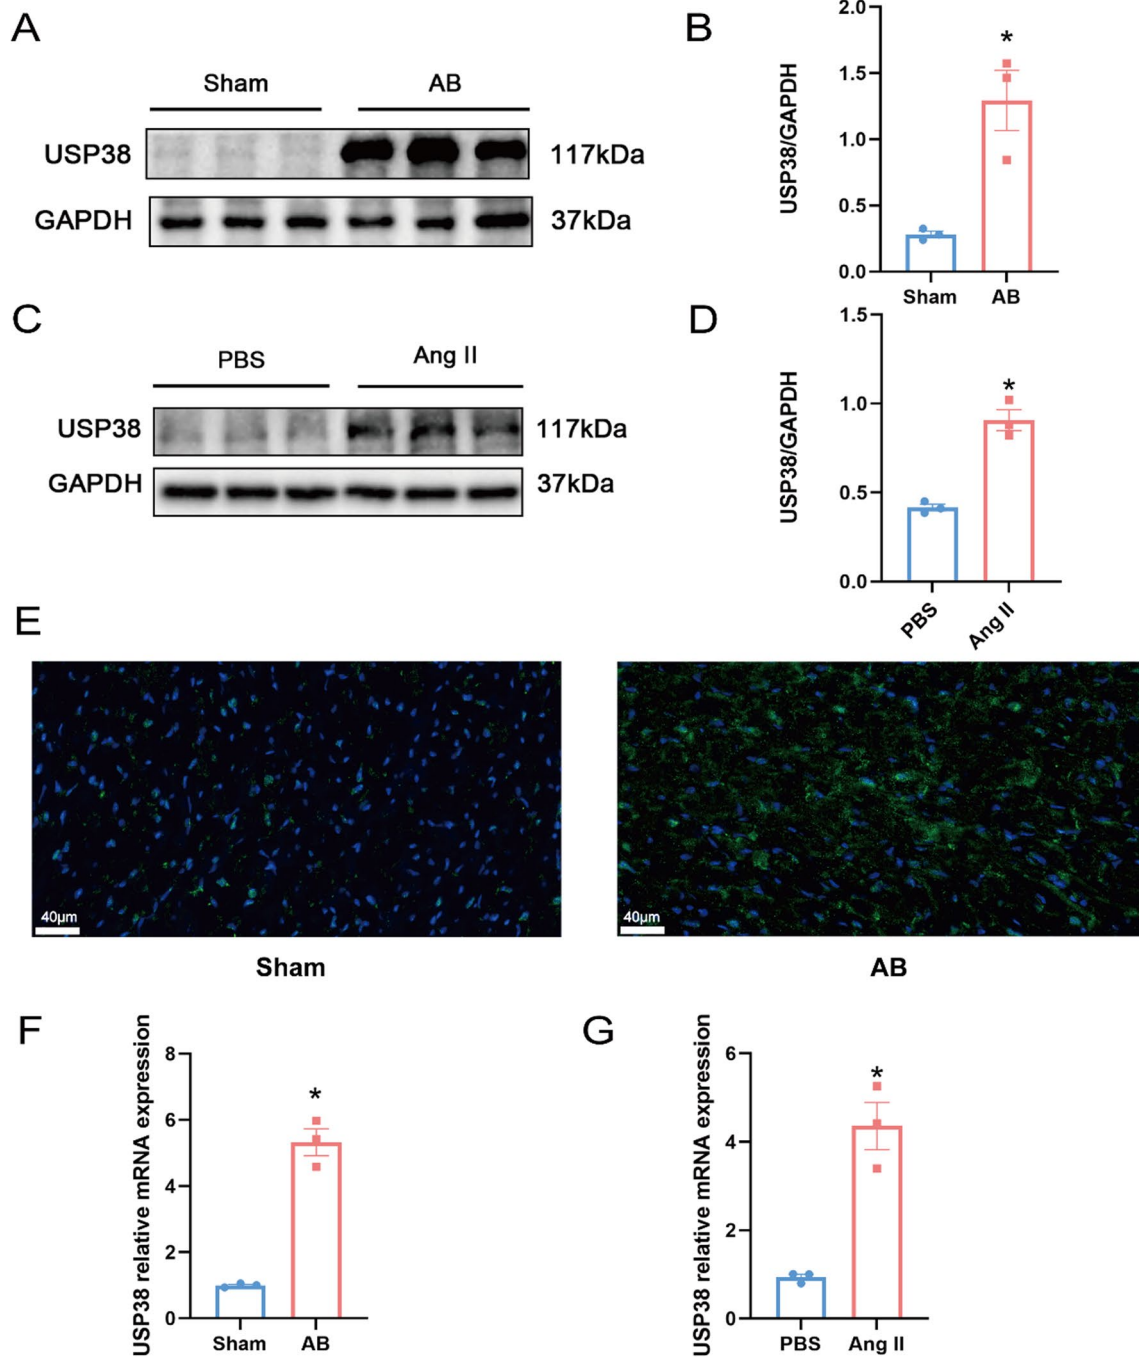 A
Sham AB
USP38 117kDa
GAPDH 37kDa
B
USP38/GAPDH
2.0
1.5
1.0
0.5
0.0
*
Sham AB
C
PBS Ang II
USP38 117kDa
GAPDH 37kDa
D
USP38/GAPDH
1.5
1.0
0.5
0.0
*
PBS Ang II
E
40μm 40μm
Sham AB
F
USP38 relative mRNA expression
8
6
4
2
0
*
Sham AB
G
USP38 relative mRNA expression
6
4
2
0
*
PBS Ang II